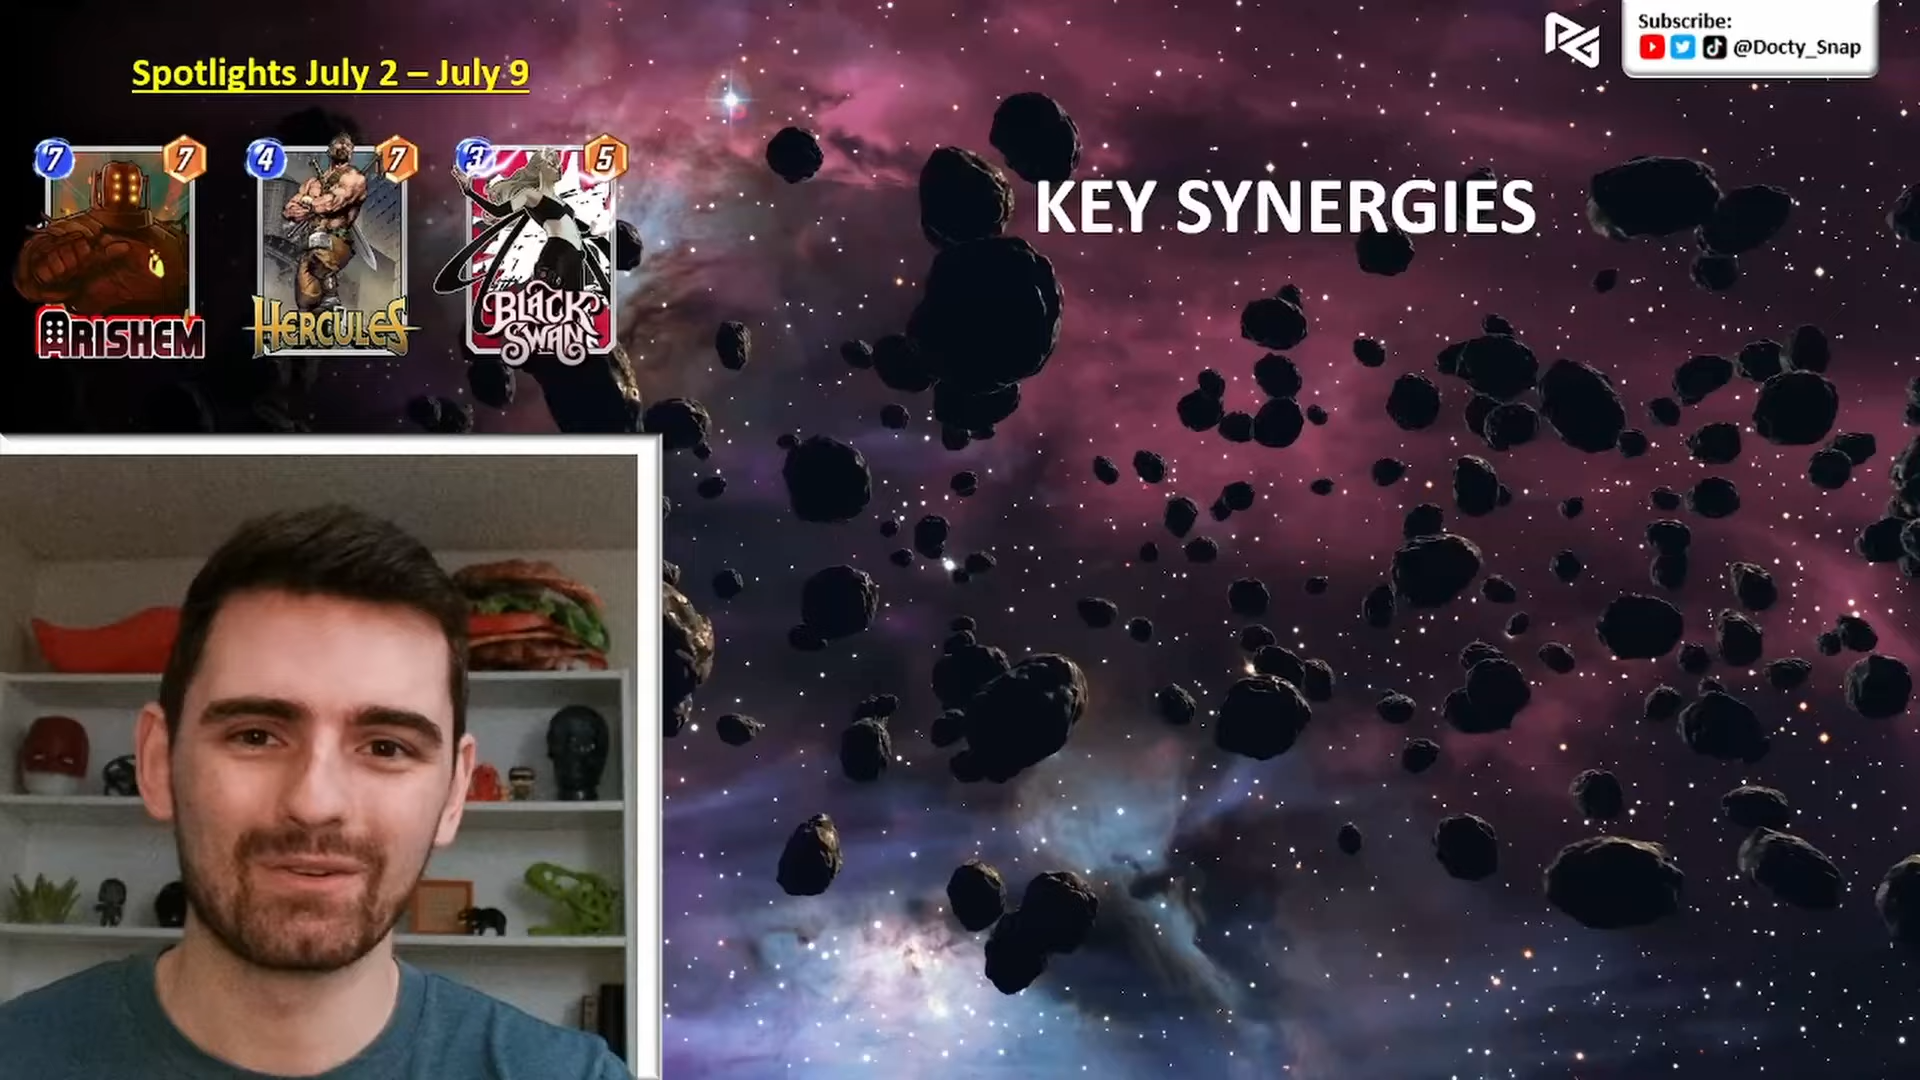 Spotlights July 2 – July 9
Subscribe:
@Docty_Snap
7 7
4 7
3 5
ARISHEM
HERCULES
BLACK
SWAN
KEY SYNERGIES